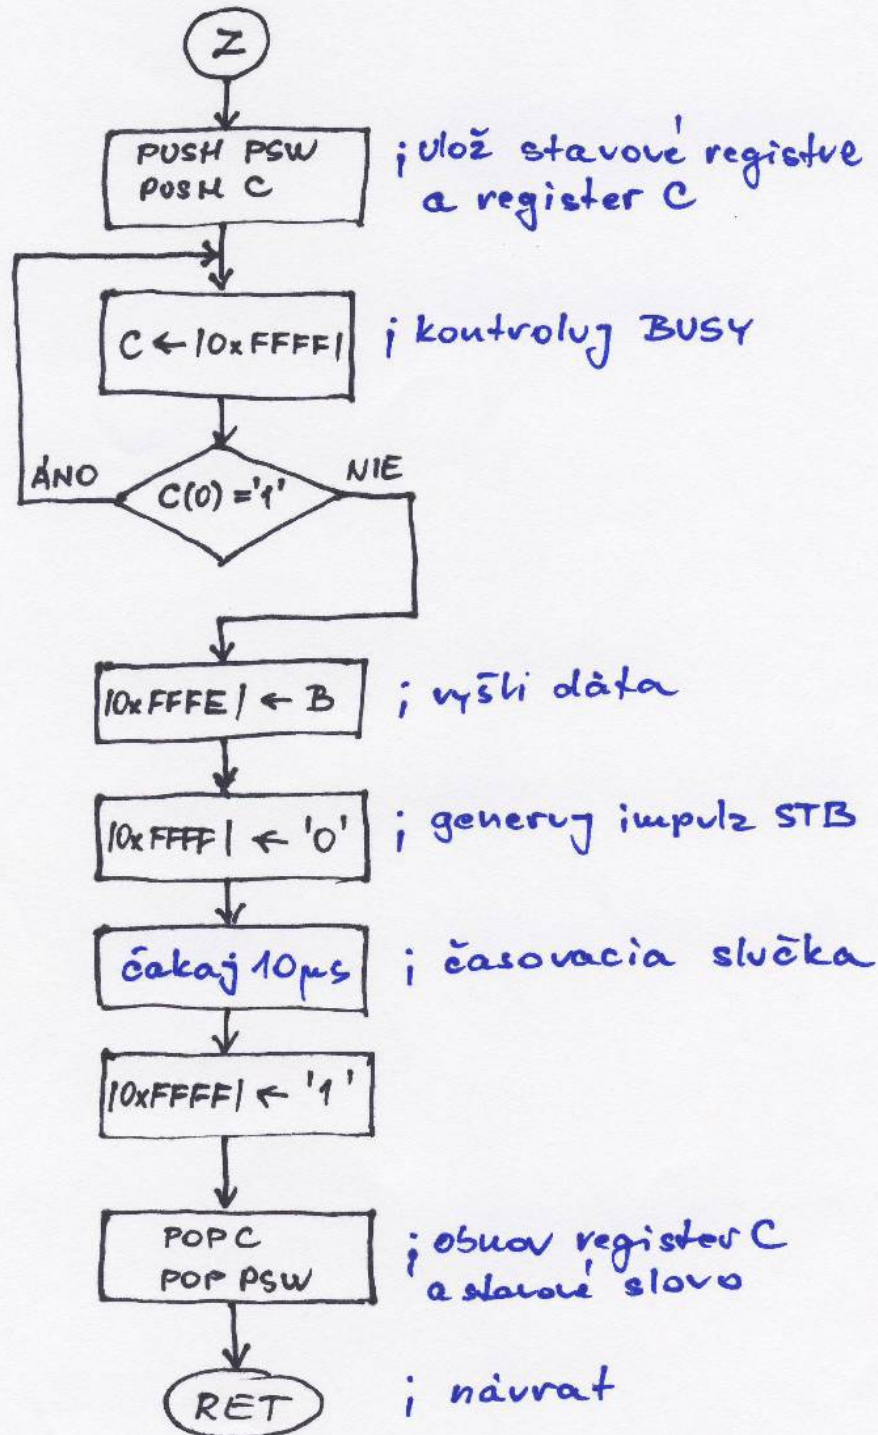 Z
PUSH PSW
PUSH C
; ulož stavové registre
a register C
C ← |0xFFFF|
; kontroluj BUSY
ÁNO
C(0) = '1'
NIE
|0xFFFE| ← B
; vyšli dáta
|0xFFFF| ← '0'
; generuj impulz STB
čakaj 10µs
; časovacia slučka
|0xFFFF| ← '1'
POP C
POP PSW
; obnov register C
a stavové slovo
RET
; návrat